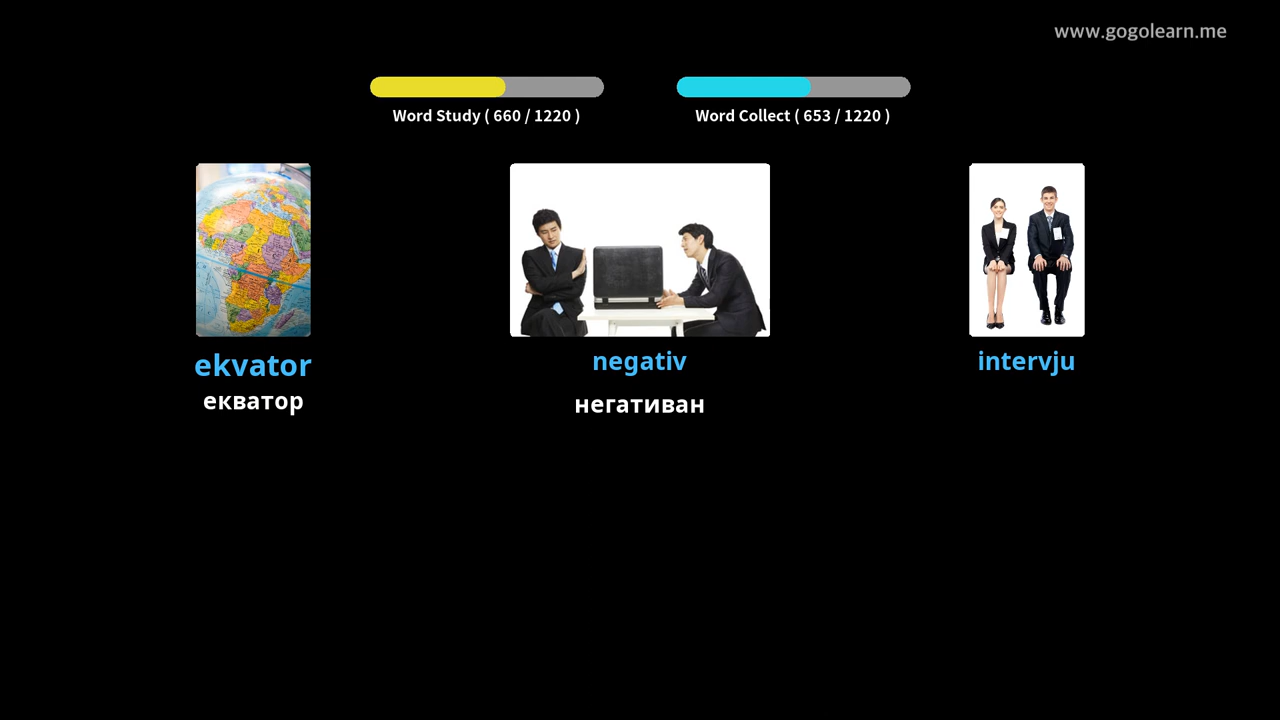 www.gogolearn.me
Word Study ( 660 / 1220 )
Word Collect ( 653 / 1220 )
ekvator
екватор
negativ
негативан
intervju